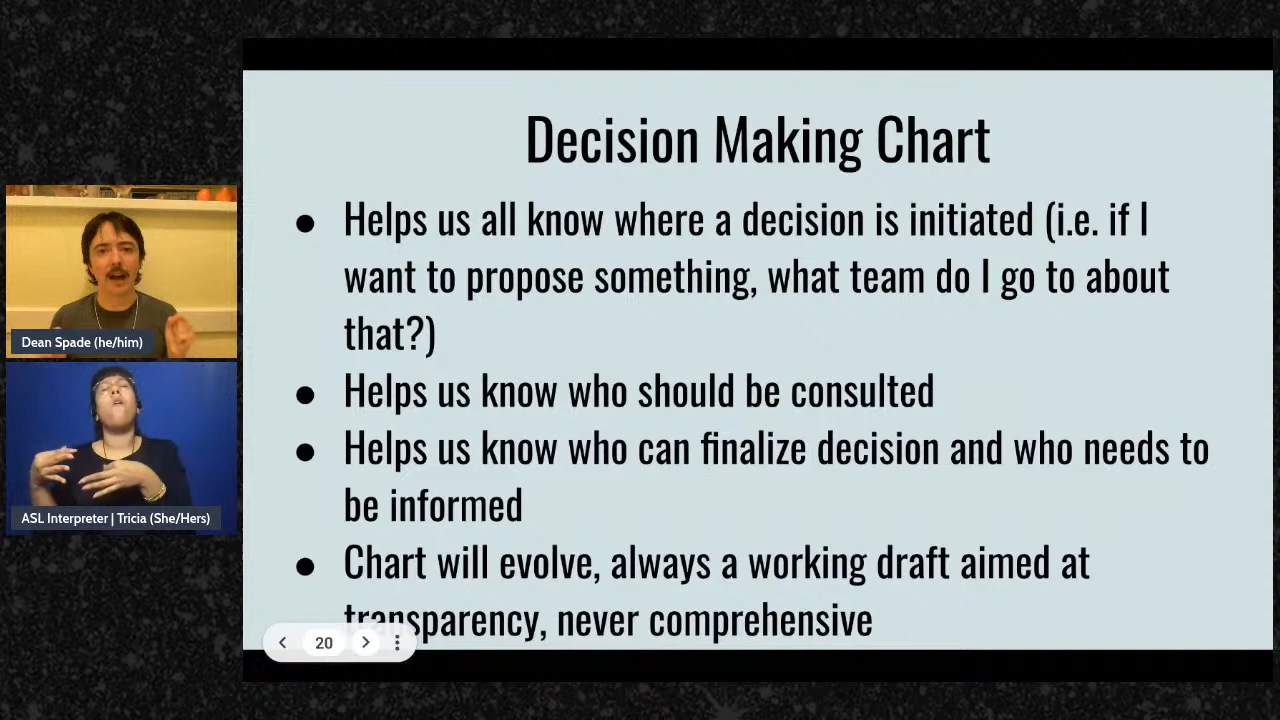 Decision Making Chart
● Helps us all know where a decision is initiated (i.e. if I
want to propose something, what team do I go to about
that?)
● Helps us know who should be consulted
● Helps us know who can finalize decision and who needs to
be informed
● Chart will evolve, always a working draft aimed at
transparency, never comprehensive
20
Dean Spade (he/him)
ASL Interpreter | Tricia (She/Hers)